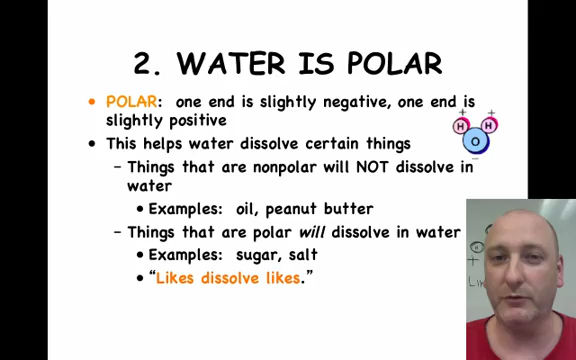 2. WATER IS POLAR
• POLAR: one end is slightly negative, one end is
slightly positive
• This helps water dissolve certain things
– Things that are nonpolar will NOT dissolve in
water
• Examples: oil, peanut butter
– Things that are polar will dissolve in water
• Examples: sugar, salt
• “Likes dissolve likes.”
+ +
H H
O
–
H
+